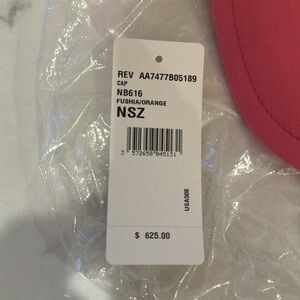 REV AA7477B05189
CAP
NB616
FUSHIA/ORANGE
NSZ
3 572658 045131
USA508
$ 625.00